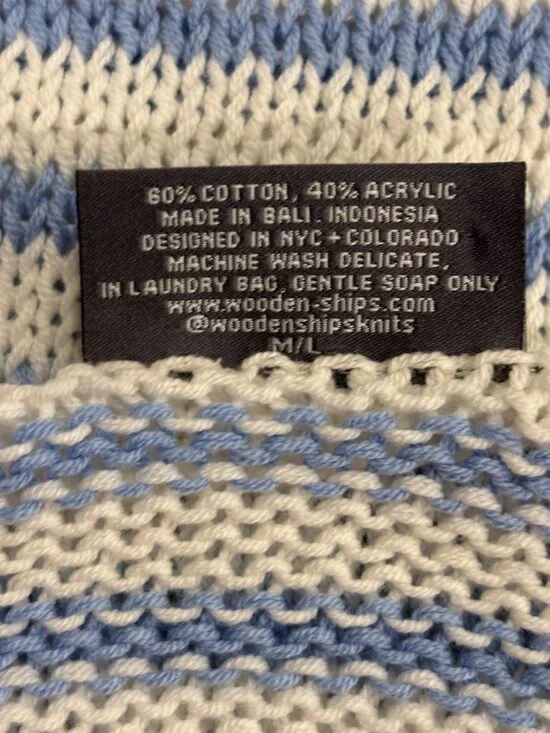 60% COTTON, 40% ACRYLIC
MADE IN BALI. INDONESIA
DESIGNED IN NYC + COLORADO
MACHINE WASH DELICATE,
IN LAUNDRY BAG, GENTLE SOAP ONLY
www.wooden-ships.com
@woodenshipsknits
M/L